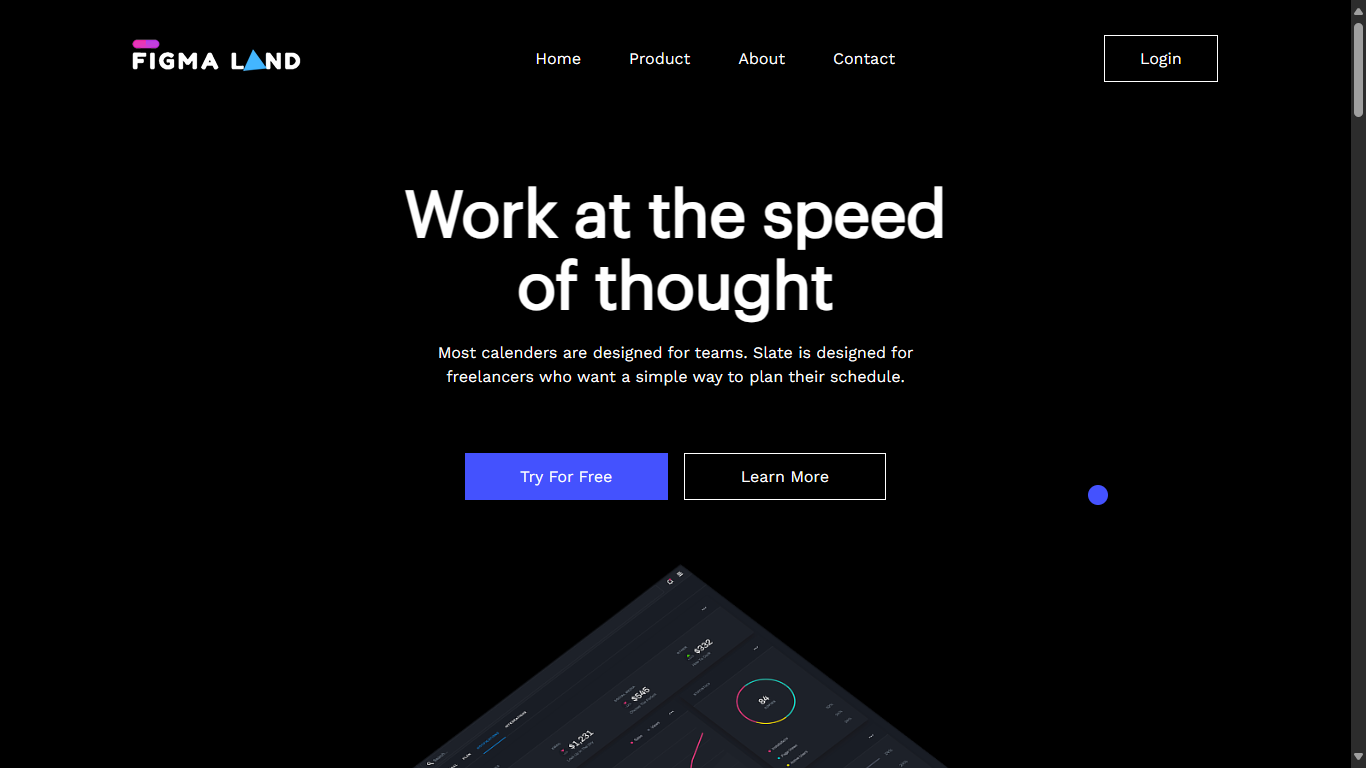 FIGMA LAND
Home
Product
About
Contact
Login
Work at the speed
of thought
Most calenders are designed for teams. Slate is designed for
freelancers who want a simple way to plan their schedule.
Try For Free
Learn More
$332
$545
84
$1,231